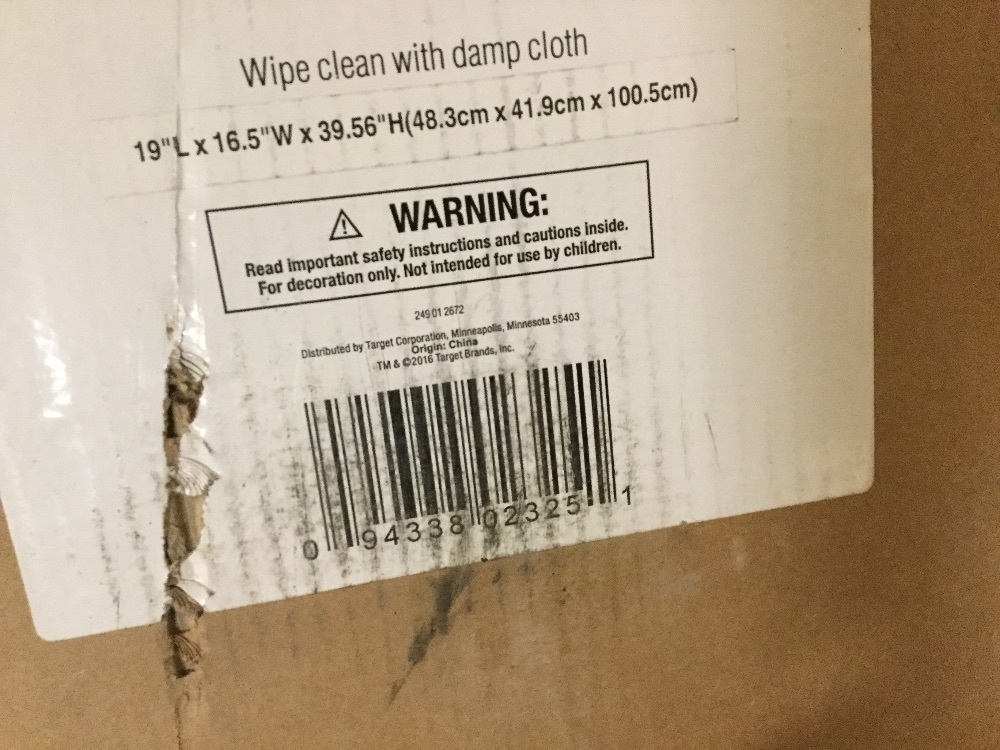 Wipe clean with damp cloth
19"L x 16.5"W x 39.56"H(48.3cm x 41.9cm x 100.5cm)
WARNING:
Read important safety instructions and cautions inside.
For decoration only. Not intended for use by children.
249 01 2672
Distributed by Target Corporation, Minneapolis, Minnesota 55403
Origin: China
TM & ©2016 Target Brands, Inc.
0 94338 02325 1